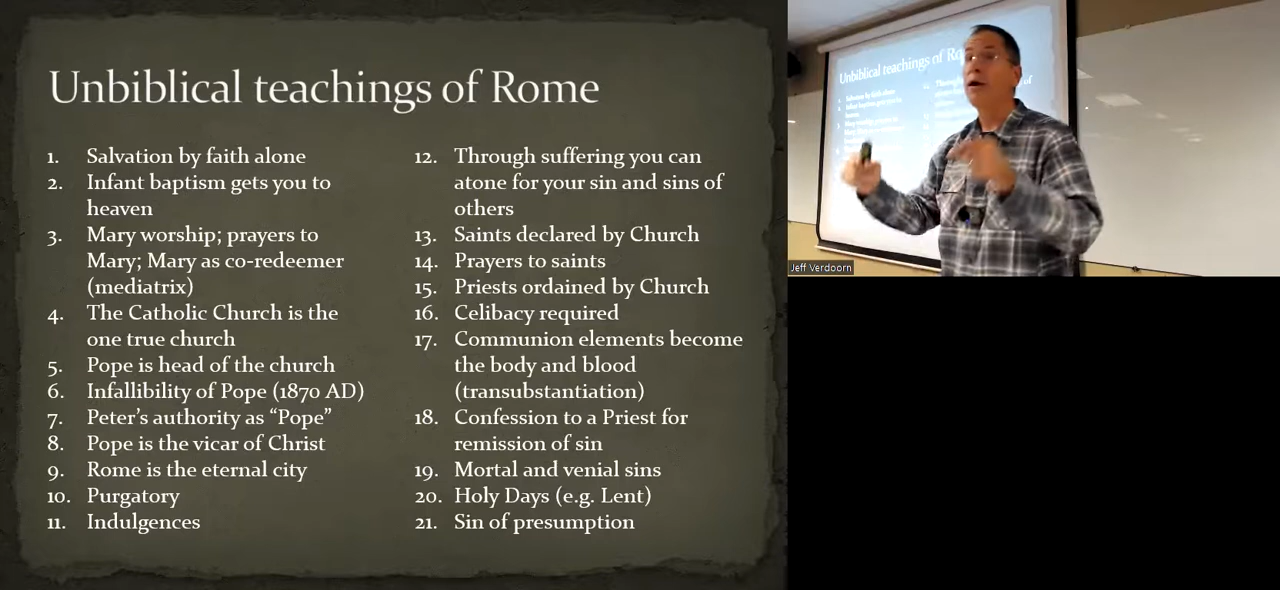 Unbiblical teachings of Rome
1. Salvation by faith alone
2. Infant baptism gets you to
heaven
3. Mary worship; prayers to
Mary; Mary as co-redeemer
(mediatrix)
4. The Catholic Church is the
one true church
5. Pope is head of the church
6. Infallibility of Pope (1870 AD)
7. Peter's authority as “Pope”
8. Pope is the vicar of Christ
9. Rome is the eternal city
10. Purgatory
11. Indulgences
12. Through suffering you can
atone for your sin and sins of
others
13. Saints declared by Church
14. Prayers to saints
15. Priests ordained by Church
16. Celibacy required
17. Communion elements become
the body and blood
(transubstantiation)
18. Confession to a Priest for
remission of sin
19. Mortal and venial sins
20. Holy Days (e.g. Lent)
21. Sin of presumption
Unbiblical teachings of
Salvation by faith alone
Jeff Verdoorn